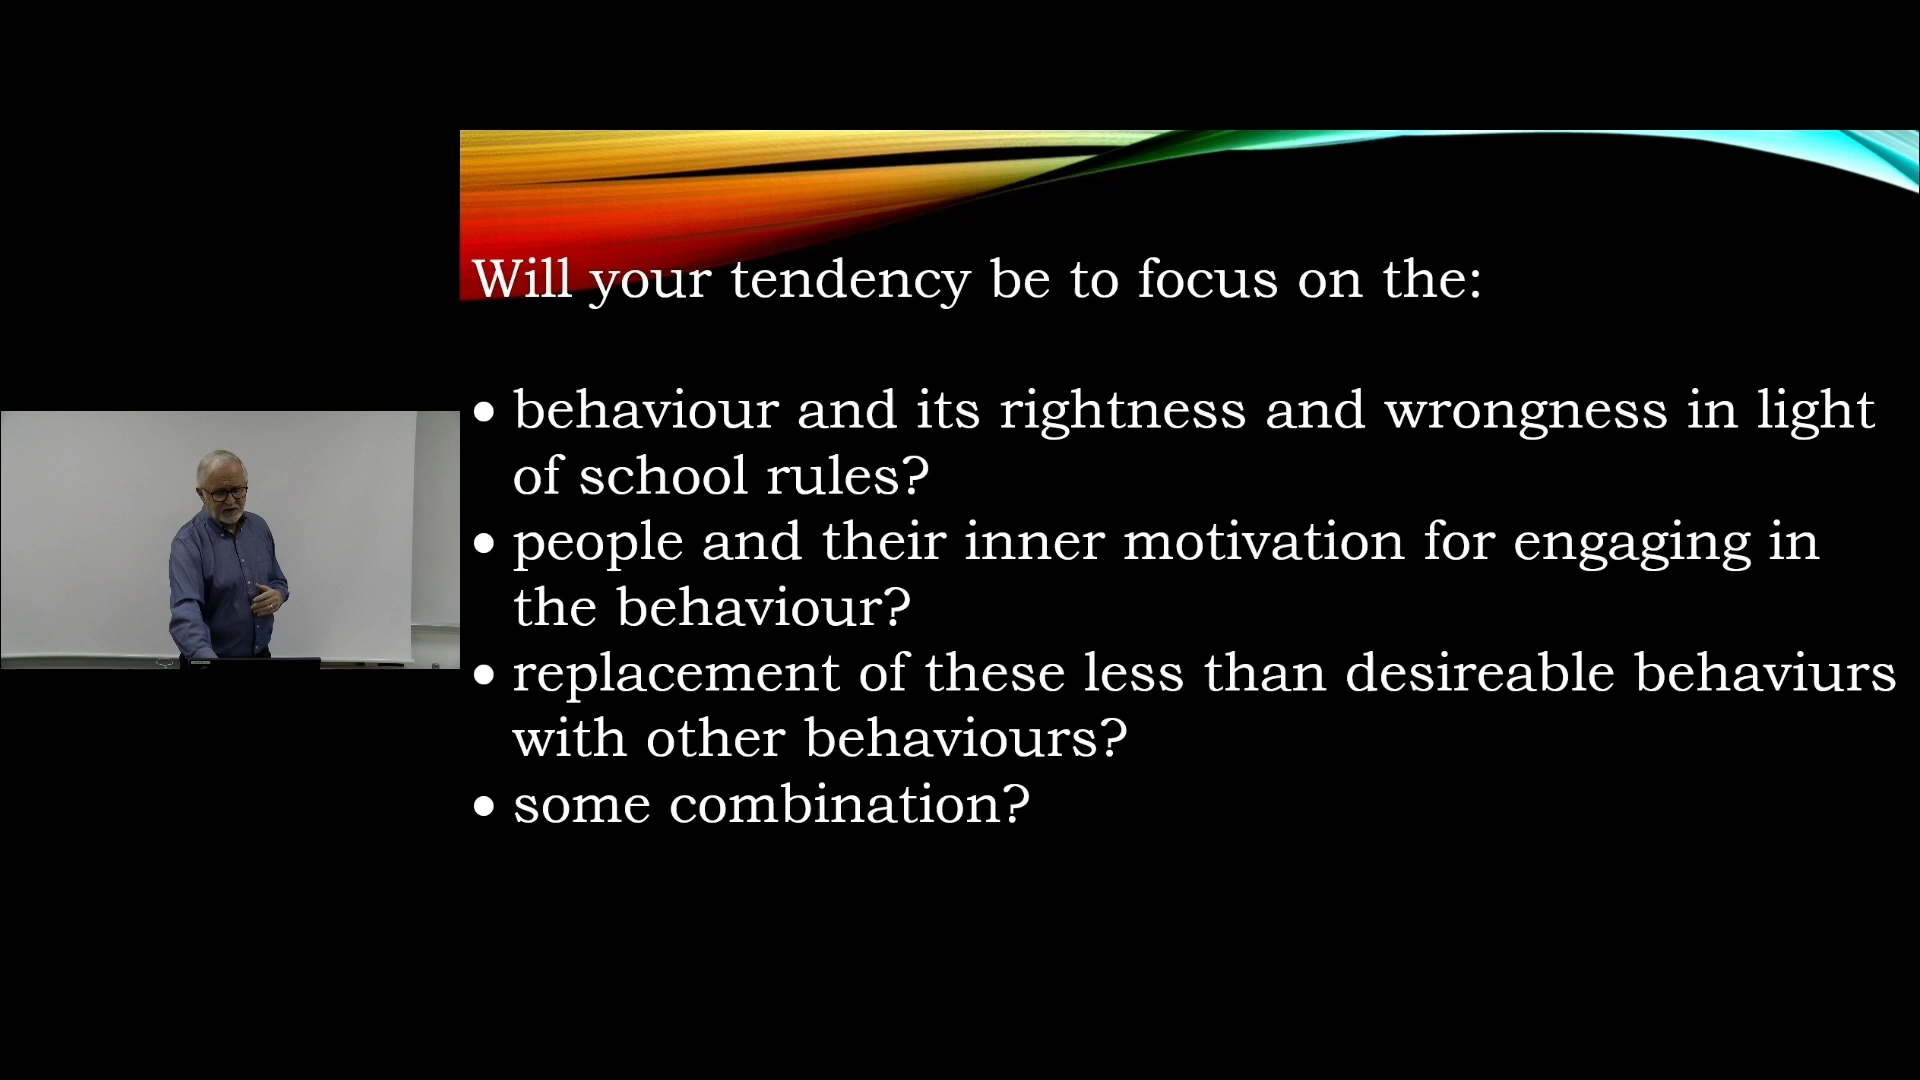 Will your tendency be to focus on the:
• behaviour and its rightness and wrongness in light
of school rules?
• people and their inner motivation for engaging in
the behaviour?
• replacement of these less than desireable behaviurs
with other behaviours?
• some combination?